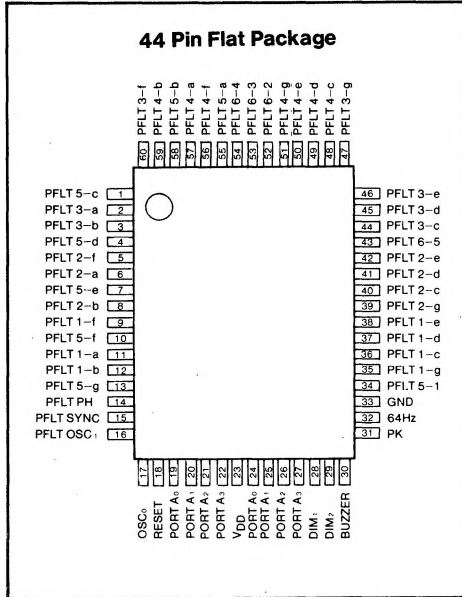 44 Pin Flat Package
PFLT 3-f
PFLT 4-b
PFLT 5-b
PFLT 4-a
PFLT 4-f
PFLT 5-a
PFLT 6-4
PFLT 6-3
PFLT 6-2
PFLT 4-g
PFLT 4-e
PFLT 4-d
PFLT 4-c
PFLT 3-g
60 59 58 57 56 55 54 53 52 51 50 49 48 47
PFLT 5-c 1
PFLT 3-a 2
PFLT 3-b 3
PFLT 5-d 4
PFLT 2-f 5
PFLT 2-a 6
PFLT 5-e 7
PFLT 2-b 8
PFLT 1-f 9
PFLT 5-f 10
PFLT 1-a 11
PFLT 1-b 12
PFLT 5-g 13
PFLT PH 14
PFLT SYNC 15
PFLT OSC₁ 16
46 PFLT 3-e
45 PFLT 3-d
44 PFLT 3-c
43 PFLT 6-5
42 PFLT 2-e
41 PFLT 2-d
40 PFLT 2-c
39 PFLT 2-g
38 PFLT 1-e
37 PFLT 1-d
36 PFLT 1-c
35 PFLT 1-g
34 PFLT 5-1
33 GND
32 64Hz
31 PK
17 18 19 20 21 22 23 24 25 26 27 28 29 30
OSC₀
RESET
PORT A₀
PORT A₁
PORT A₂
PORT A₃
VDD
PORT A₀
PORT A₁
PORT A₂
PORT A₃
DIM₁
DIM₂
BUZZER